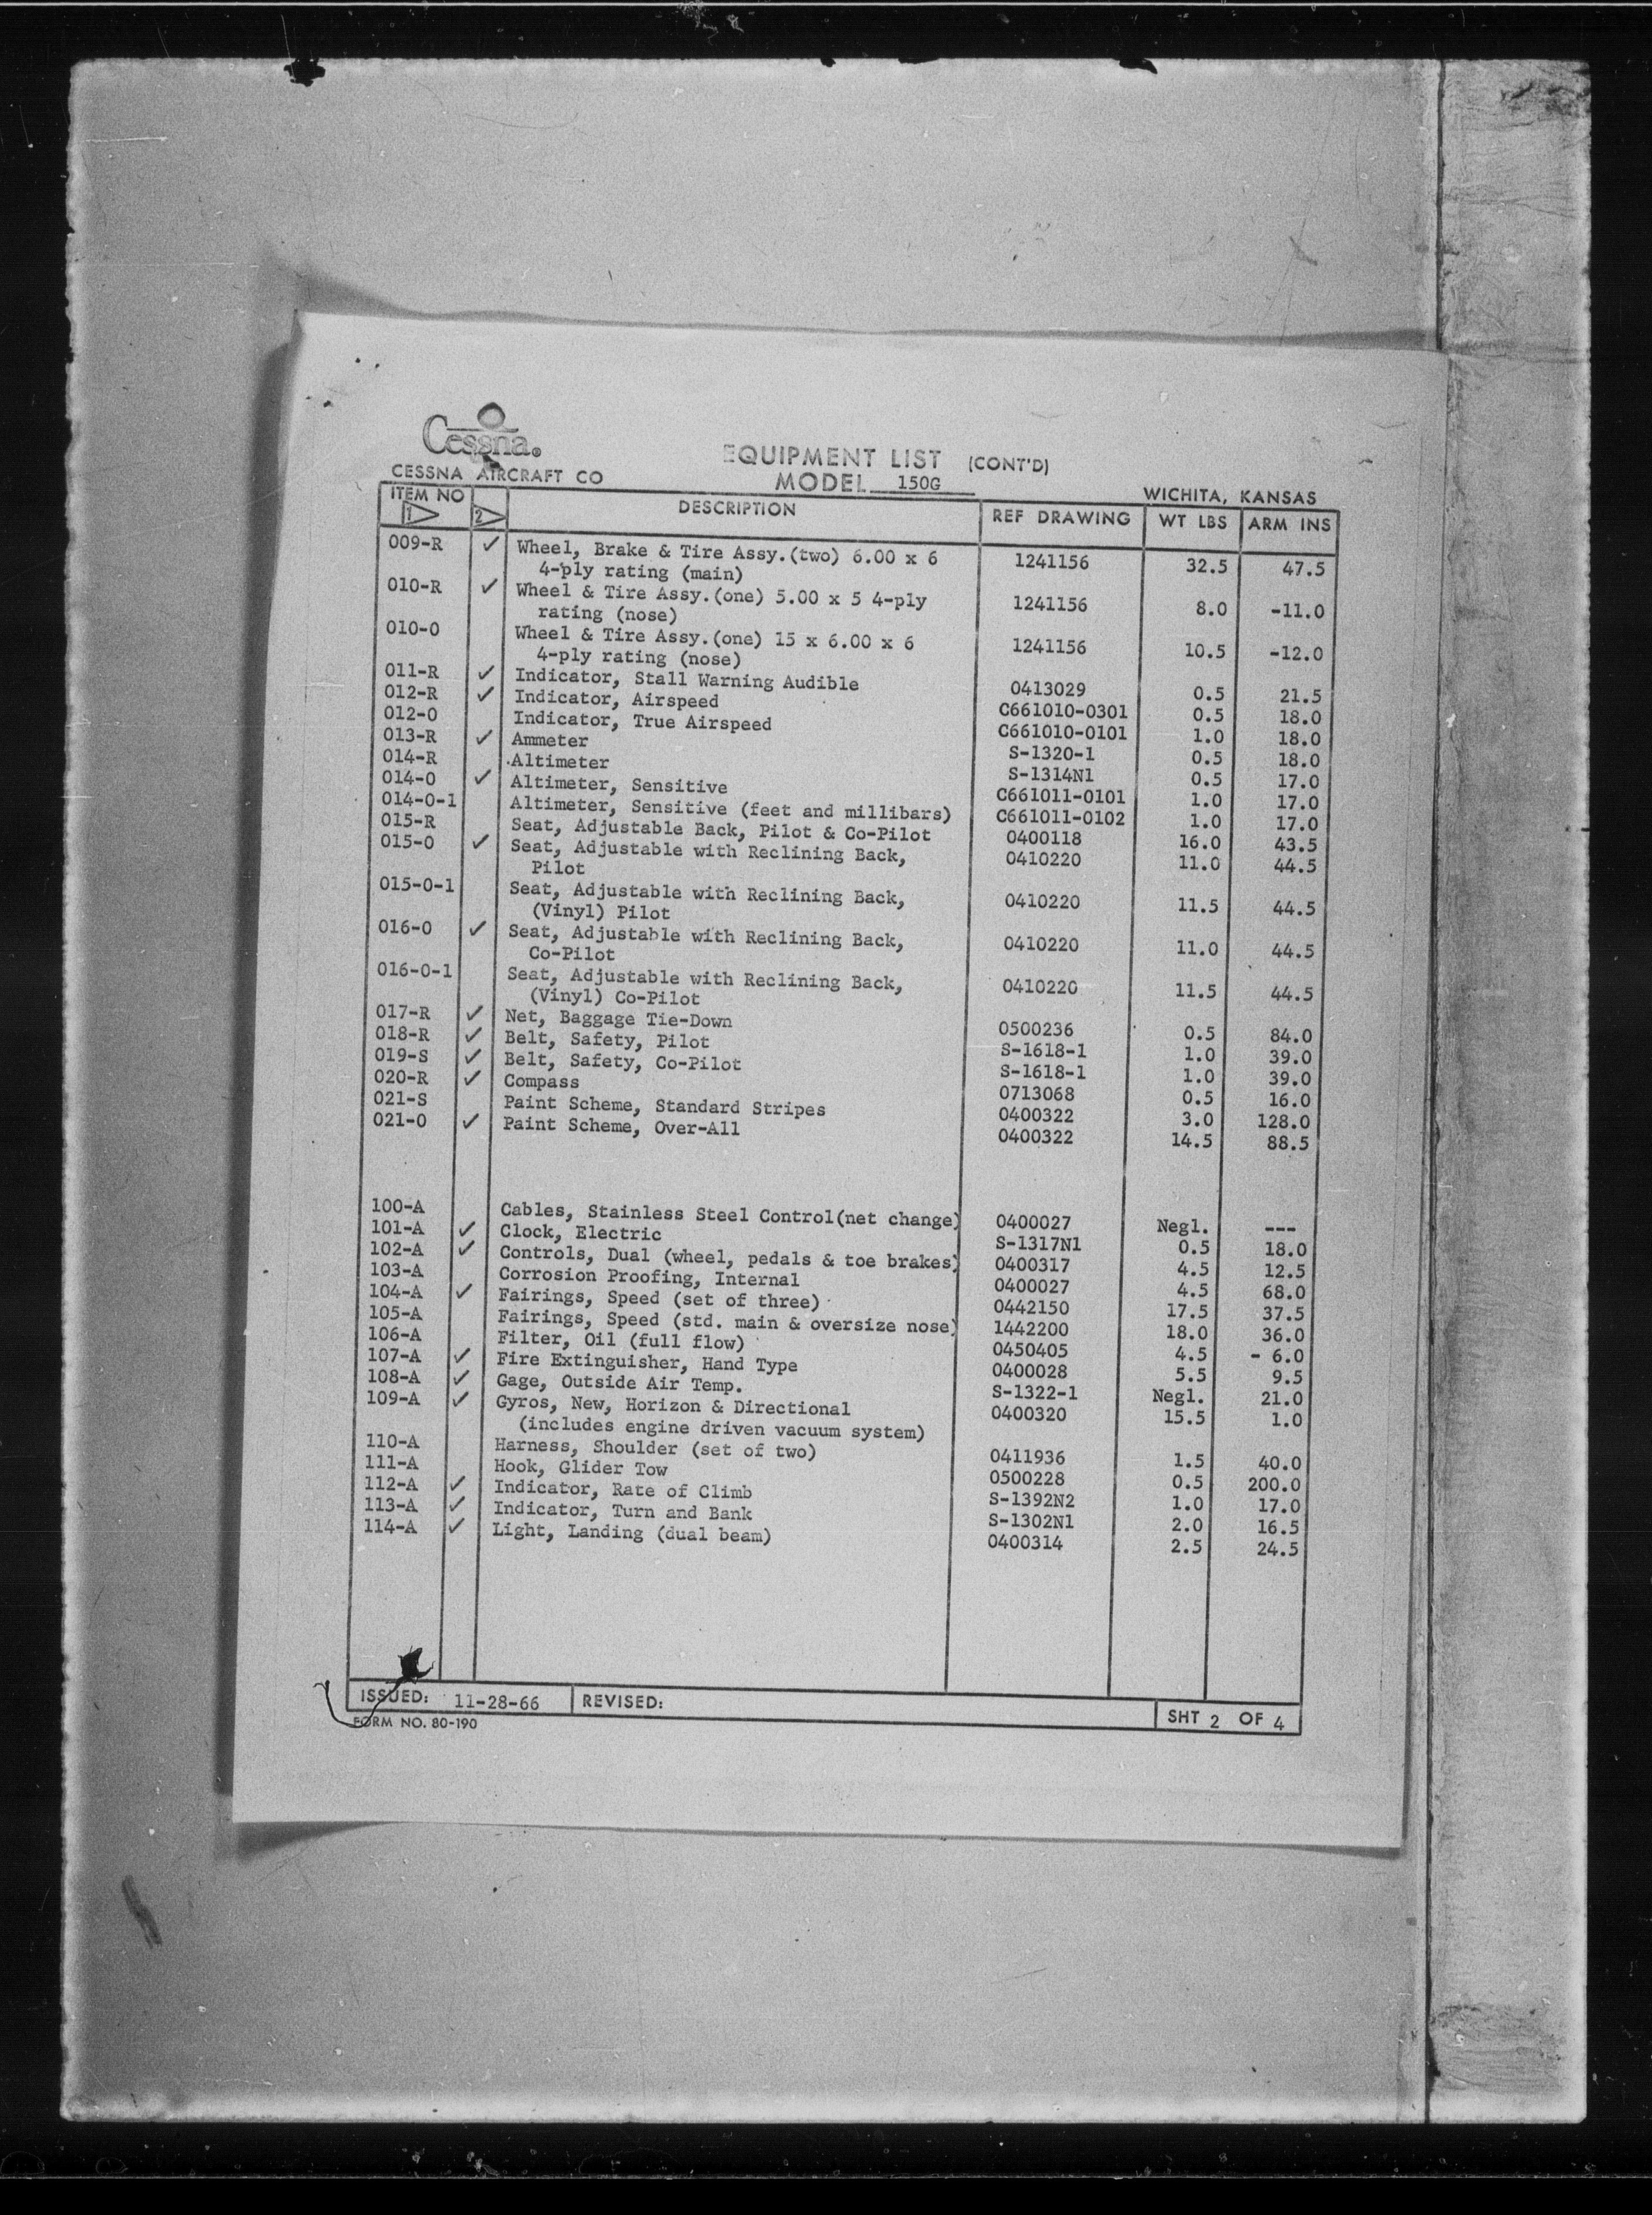 Cessna.
CESSNA AIRCRAFT CO
EQUIPMENT LIST (CONT'D)
MODEL 150G
WICHITA, KANSAS
ITEM NO 1 2 DESCRIPTION REF DRAWING WT LBS ARM INS
009-R ✓ Wheel, Brake & Tire Assy.(two) 6.00 x 6 1241156 32.5 47.5
4-ply rating (main)
010-R ✓ Wheel & Tire Assy.(one) 5.00 x 5 4-ply 1241156 8.0 -11.0
rating (nose)
010-0 Wheel & Tire Assy.(one) 15 x 6.00 x 6 1241156 10.5 -12.0
4-ply rating (nose)
011-R ✓ Indicator, Stall Warning Audible 0413029 0.5 21.5
012-R ✓ Indicator, Airspeed C661010-0301 0.5 18.0
012-0 Indicator, True Airspeed C661010-0101 1.0 18.0
013-R ✓ Ammeter S-1320-1 0.5 18.0
014-R Altimeter S-1314N1 0.5 17.0
014-0 ✓ Altimeter, Sensitive C661011-0101 1.0 17.0
014-0-1 Altimeter, Sensitive (feet and millibars) C661011-0102 1.0 17.0
015-R Seat, Adjustable Back, Pilot & Co-Pilot 0400118 16.0 43.5
015-0 ✓ Seat, Adjustable with Reclining Back, 0410220 11.0 44.5
Pilot
015-0-1 Seat, Adjustable with Reclining Back, 0410220 11.5 44.5
(Vinyl) Pilot
016-0 ✓ Seat, Adjustable with Reclining Back, 0410220 11.0 44.5
Co-Pilot
016-0-1 Seat, Adjustable with Reclining Back, 0410220 11.5 44.5
(Vinyl) Co-Pilot
017-R ✓ Net, Baggage Tie-Down 0500236 0.5 84.0
018-R ✓ Belt, Safety, Pilot S-1618-1 1.0 39.0
019-S ✓ Belt, Safety, Co-Pilot S-1618-1 1.0 39.0
020-R ✓ Compass 0713068 0.5 16.0
021-S Paint Scheme, Standard Stripes 0400322 3.0 128.0
021-0 ✓ Paint Scheme, Over-All 0400322 14.5 88.5
100-A Cables, Stainless Steel Control(net change) 0400027 Negl. ---
101-A ✓ Clock, Electric S-1317N1 0.5 18.0
102-A ✓ Controls, Dual (wheel, pedals & toe brakes) 0400317 4.5 12.5
103-A Corrosion Proofing, Internal 0400027 4.5 68.0
104-A ✓ Fairings, Speed (set of three) 0442150 17.5 37.5
105-A Fairings, Speed (std. main & oversize nose) 1442200 18.0 36.0
106-A Filter, Oil (full flow) 0450405 4.5 - 6.0
107-A ✓ Fire Extinguisher, Hand Type 0400028 5.5 9.5
108-A ✓ Gage, Outside Air Temp. S-1322-1 Negl. 21.0
109-A ✓ Gyros, New, Horizon & Directional 0400320 15.5 1.0
(includes engine driven vacuum system)
110-A Harness, Shoulder (set of two) 0411936 1.5 40.0
111-A Hook, Glider Tow 0500228 0.5 200.0
112-A ✓ Indicator, Rate of Climb S-1392N2 1.0 17.0
113-A ✓ Indicator, Turn and Bank S-1302N1 2.0 16.5
114-A ✓ Light, Landing (dual beam) 0400314 2.5 24.5
ISSUED: 11-28-66 REVISED: SHT 2 OF 4
FORM NO. 80-190